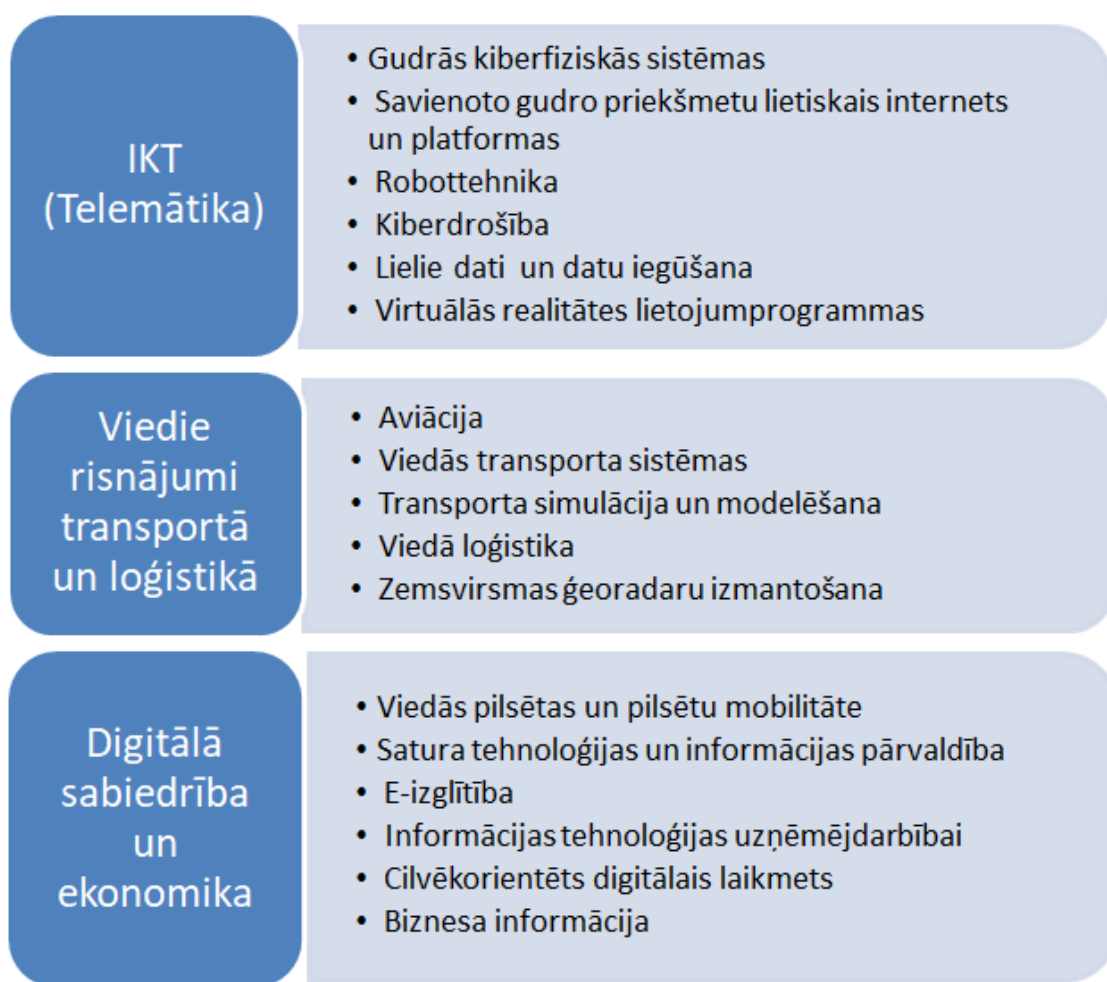 IKT
(Telemātika)
• Gudrās kiberfiziskās sistēmas
• Savienoto gudro priekšmetu lietiskais internets
un platformas
• Robottehnika
• Kiberdrošība
• Lielie dati un datu iegūšana
• Virtuālās realitātes lietojumprogrammas
Viedie
risnājumi
transportā
un loģistikā
• Aviācija
• Viedās transporta sistēmas
• Transporta simulācija un modelēšana
• Viedā loģistika
• Zemsvirsmas ģeoradaru izmantošana
Digitālā
sabiedrība
un
ekonomika
• Viedās pilsētas un pilsētu mobilitāte
• Satura tehnoloģijas un informācijas pārvaldība
• E-izglītība
• Informācijas tehnoloģijas uzņēmējdarbībai
• Cilvēkorientēts digitālais laikmets
• Biznesa informācija